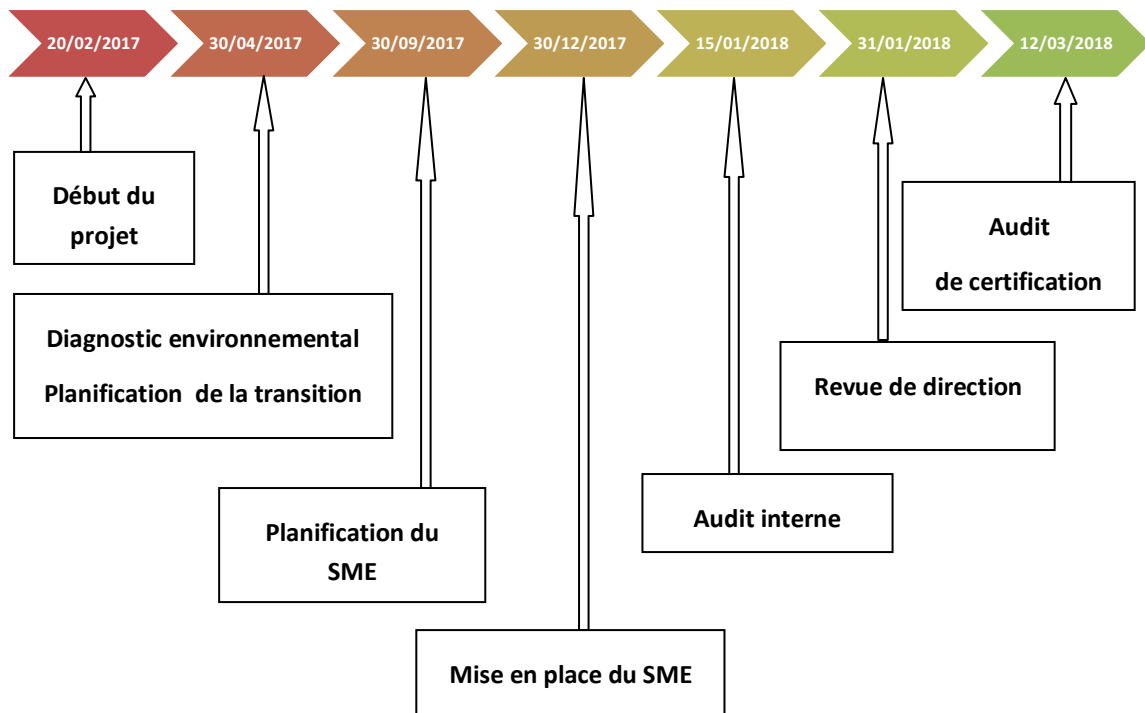 20/02/2017
30/04/2017
30/09/2017
30/12/2017
15/01/2018
31/01/2018
12/03/2018
Début du
projet
Audit
de certification
Diagnostic environnemental
Planification de la transition
Revue de direction
Planification du
SME
Audit interne
Mise en place du SME